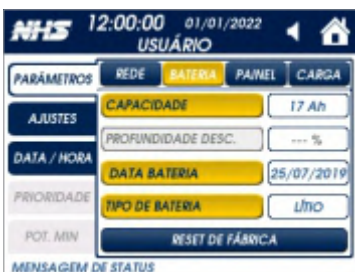 NHS 12:00:00 01/01/2022
USUÁRIO
PARÂMETROS REDE BATERIA PAINEL CARGA
CAPACIDADE 17 Ah
AJUSTES
PROFUNDIDADE DESC. --- %
DATA / HORA
DATA BATERIA 25/07/2019
PRIORIDADE
TIPO DE BATERIA LÍTIO
POT. MIN RESET DE FÁBRICA
MENSAGEM DE STATUS